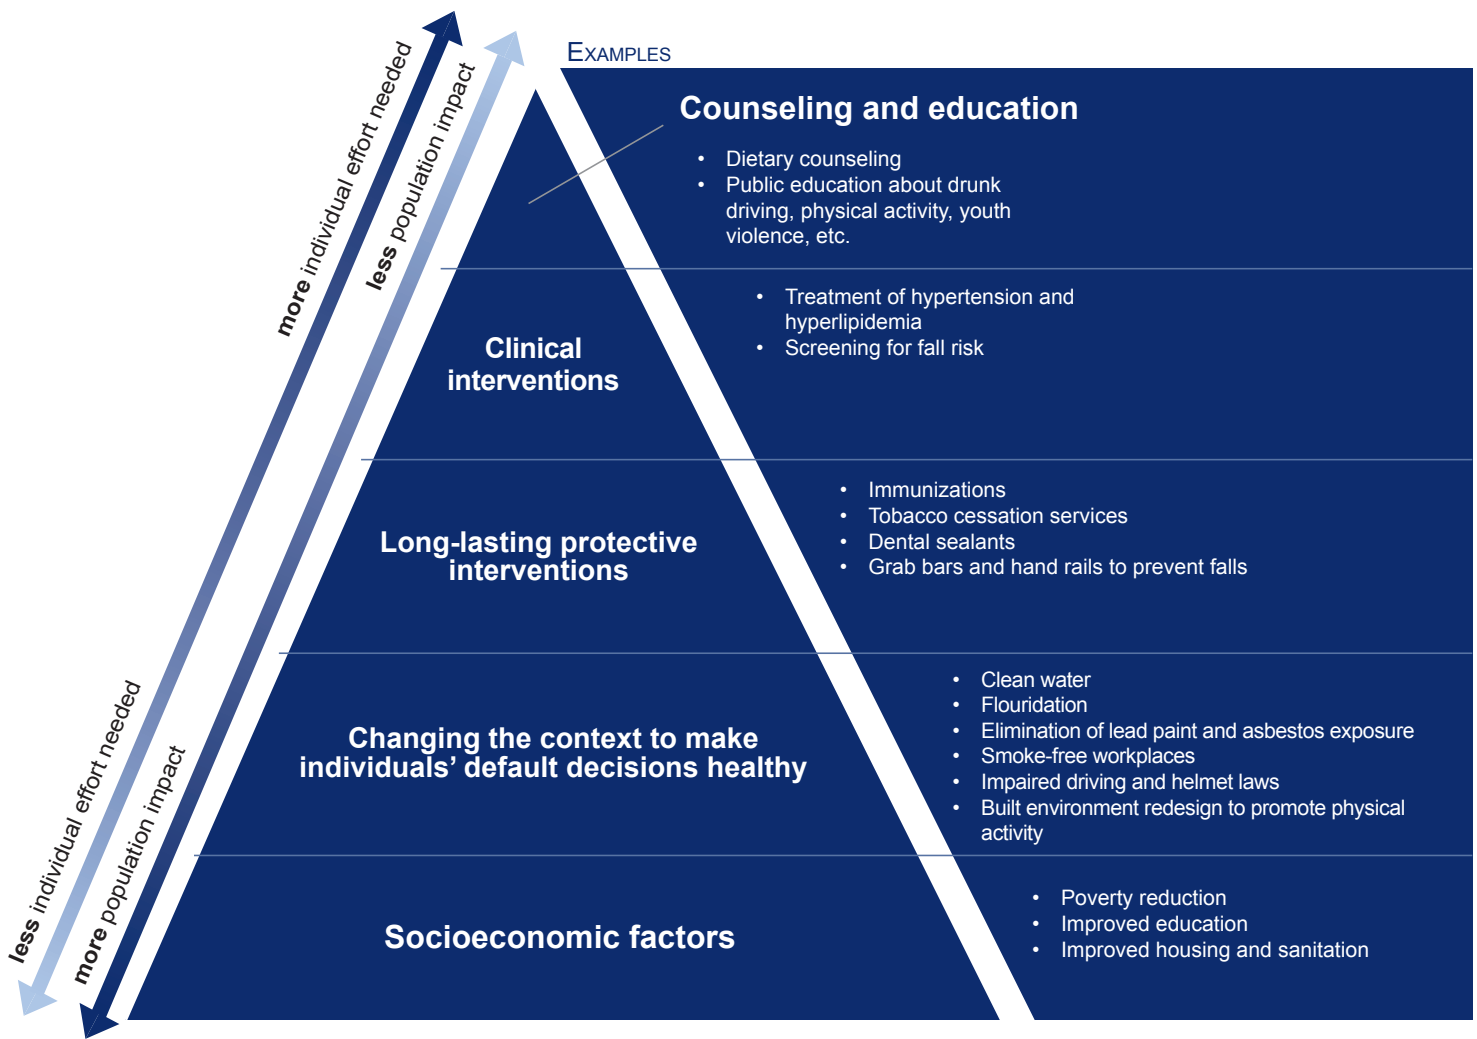 EXAMPLES
more individual effort needed
less population impact
Counseling and education
• Dietary counseling
• Public education about drunk
driving, physical activity, youth
violence, etc.
Clinical
interventions
• Treatment of hypertension and
hyperlipidemia
• Screening for fall risk
Long-lasting protective
interventions
• Immunizations
• Tobacco cessation services
• Dental sealants
• Grab bars and hand rails to prevent falls
Changing the context to make
individuals’ default decisions healthy
• Clean water
• Flouridation
• Elimination of lead paint and asbestos exposure
• Smoke-free workplaces
• Impaired driving and helmet laws
• Built environment redesign to promote physical
activity
less individual effort needed
more population impact
Socioeconomic factors
• Poverty reduction
• Improved education
• Improved housing and sanitation